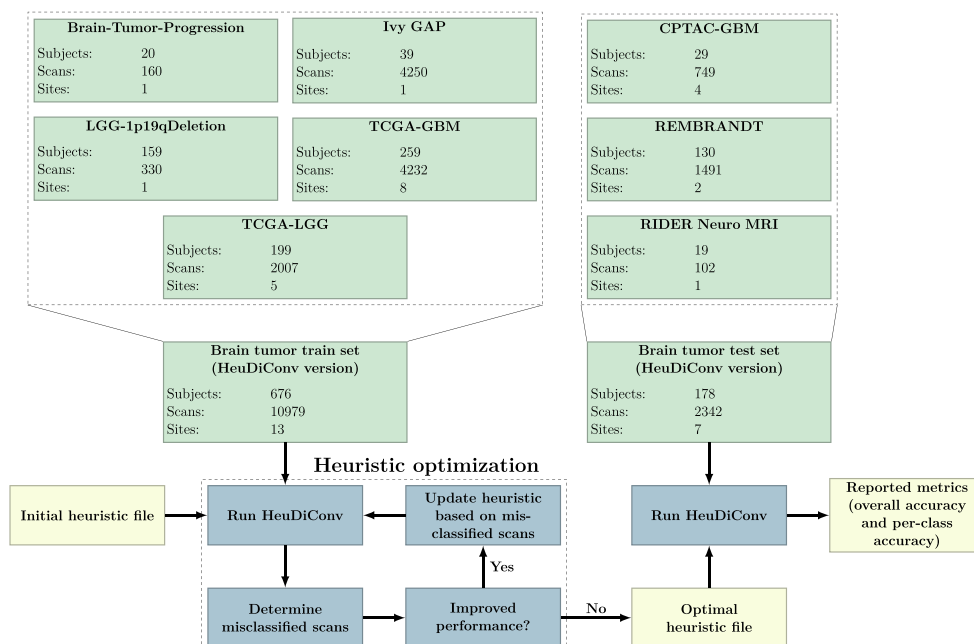 Brain-Tumor-Progression
Subjects: 20
Scans: 160
Sites: 1
Ivy GAP
Subjects: 39
Scans: 4250
Sites: 1
LGG-1p19qDeletion
Subjects: 159
Scans: 330
Sites: 1
TCGA-GBM
Subjects: 259
Scans: 4232
Sites: 8
TCGA-LGG
Subjects: 199
Scans: 2007
Sites: 5
CPTAC-GBM
Subjects: 29
Scans: 749
Sites: 4
REMBRANDT
Subjects: 130
Scans: 1491
Sites: 2
RIDER Neuro MRI
Subjects: 19
Scans: 102
Sites: 1
Brain tumor train set
(HeuDiConv version)
Subjects: 676
Scans: 10979
Sites: 13
Brain tumor test set
(HeuDiConv version)
Subjects: 178
Scans: 2342
Sites: 7
Heuristic optimization
Initial heuristic file
Run HeuDiConv
Update heuristic
based on mis-
classified scans
Yes
Determine
misclassified scans
Improved
performance?
No
Optimal
heuristic file
Run HeuDiConv
Reported metrics
(overall accuracy
and per-class
accuracy)